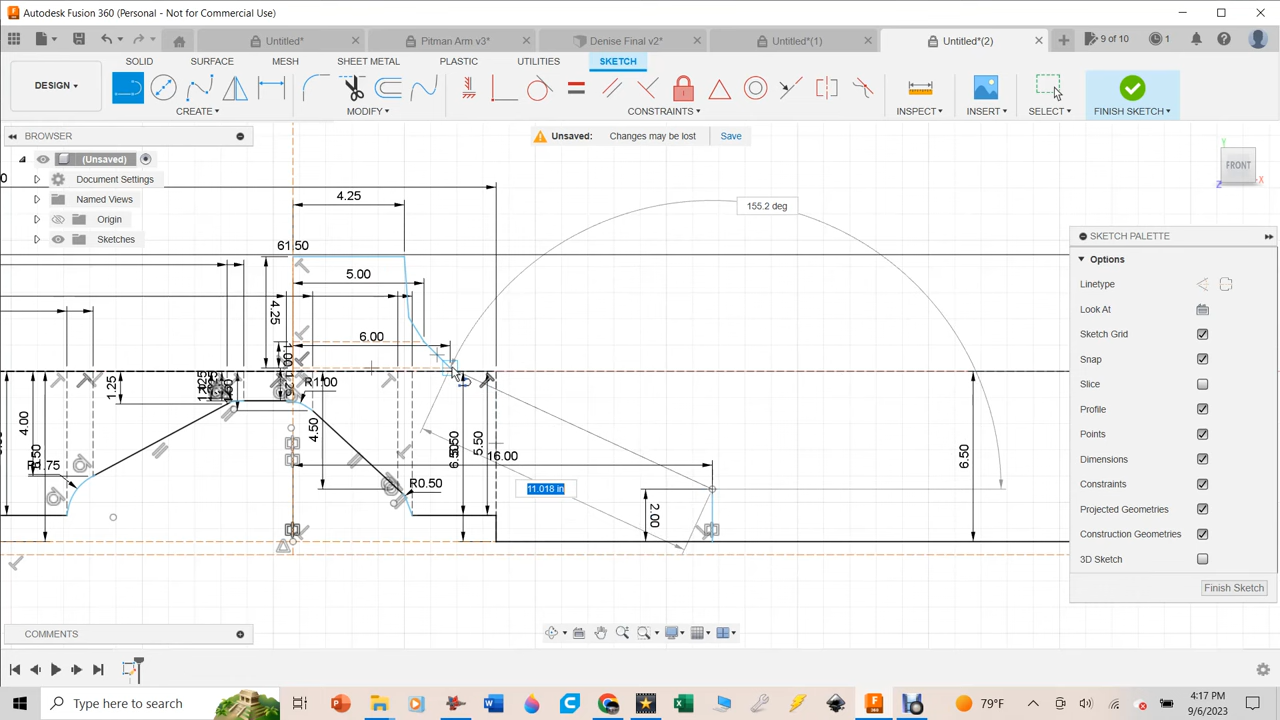 Autodesk Fusion 360 (Personal - Not for Commercial Use)
Untitled*
Pitman Arm v3*
Denise Final v2*
Untitled*(1)
Untitled*(2)
9 of 10
1
SOLID
SURFACE
MESH
SHEET METAL
PLASTIC
UTILITIES
SKETCH
DESIGN
CREATE
MODIFY
CONSTRAINTS
INSPECT
INSERT
SELECT
FINISH SKETCH
BROWSER
Unsaved:
Changes may be lost
Save
(Unsaved)
Document Settings
Named Views
Origin
Sketches
FRONT
Y
X
Z
0
4.25
155.2 deg
61.50
5.00
4.25
6.00
1.00
R1.00
1.25
4.00
4.50
5.50
6.50
R1.75
R0.50
16.00
11.018 in
2.00
SKETCH PALETTE
Options
Linetype
Look At
Sketch Grid
Snap
Slice
Profile
Points
Dimensions
Constraints
Projected Geometries
Construction Geometries
3D Sketch
Finish Sketch
COMMENTS
Type here to search
79°F
4:17 PM
9/6/2023